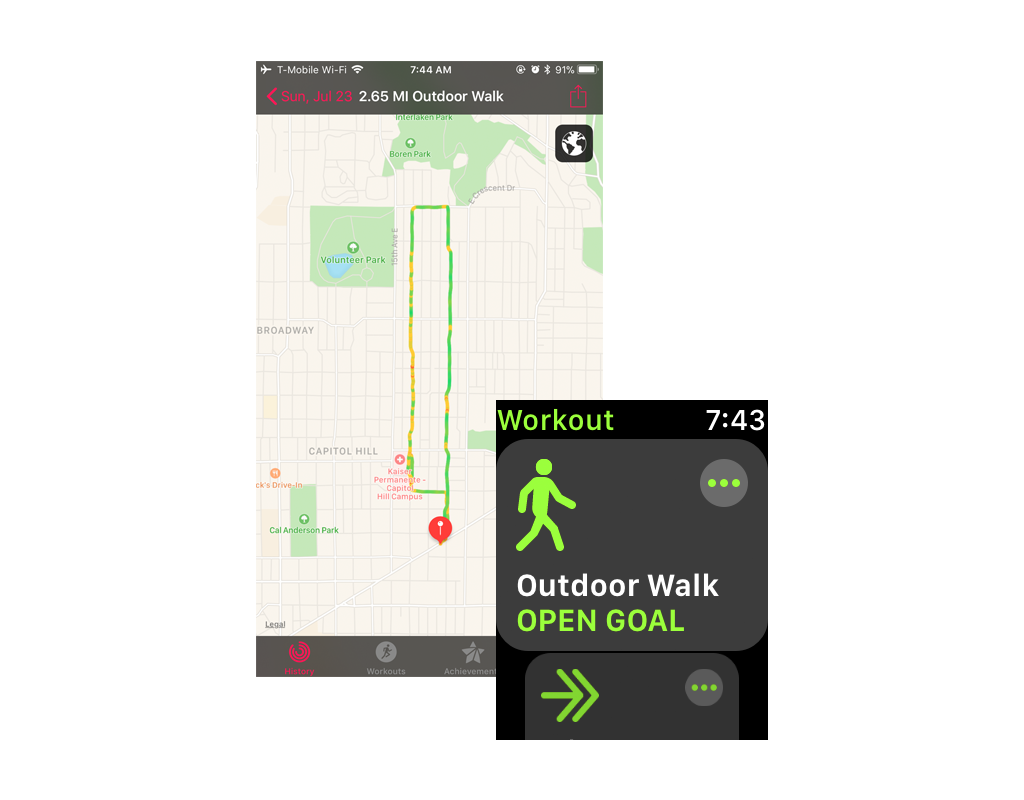 T-Mobile Wi-Fi 7:44 AM 91%
Sun, Jul 23 2.65 MI Outdoor Walk
Interlaken Park
Boren Park
E Crescent Dr
15th Ave E
Volunteer Park
BROADWAY
CAPITOL HILL
Kaiser
Permanente -
Capitol
Hill Campus
ck's Drive-In
Cal Anderson Park
Legal
History Workouts Achievement
Workout 7:43
Outdoor Walk
OPEN GOAL